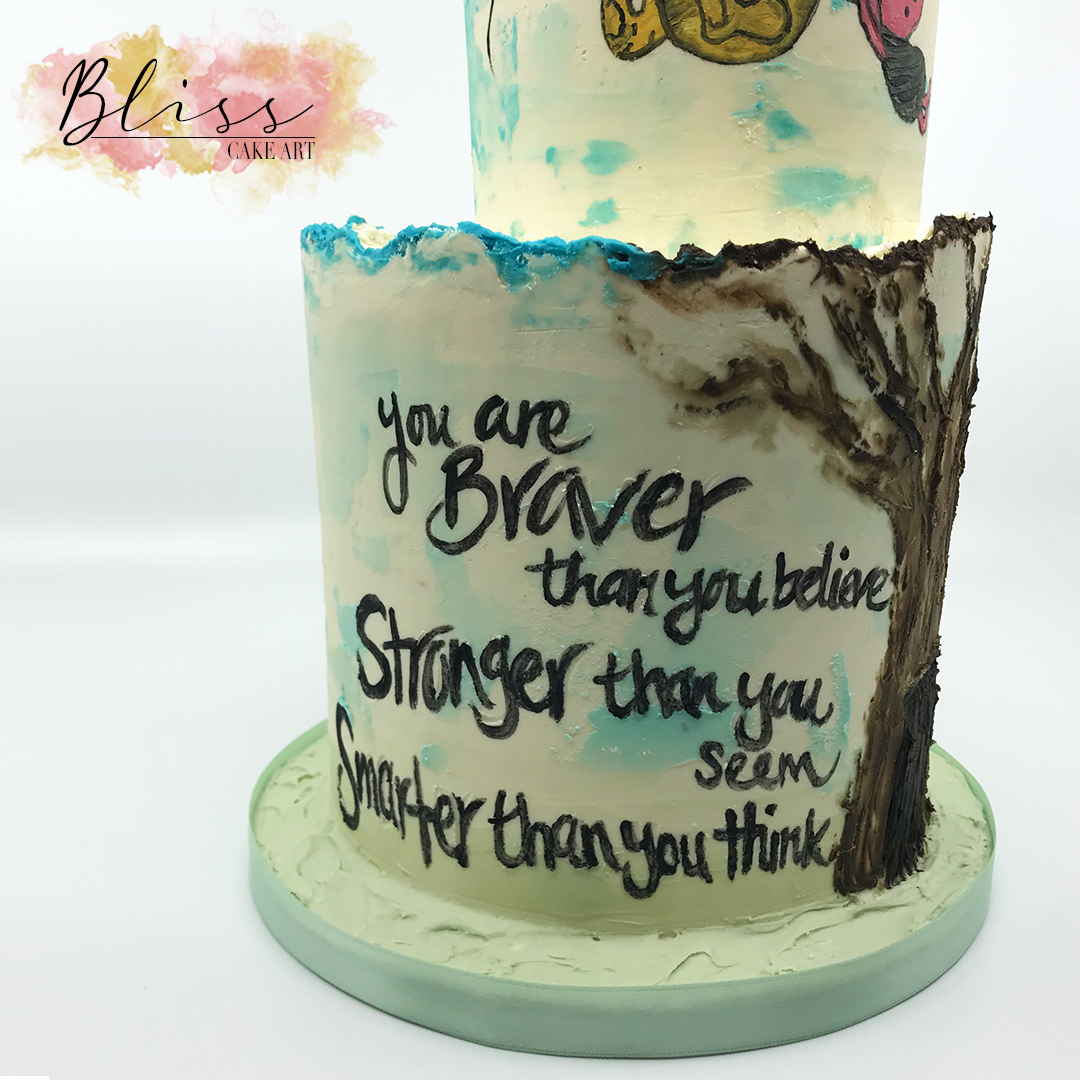 Bliss
CAKE ART
you are
Braver
than you believe
Stronger than you
seem
Smarter than you think